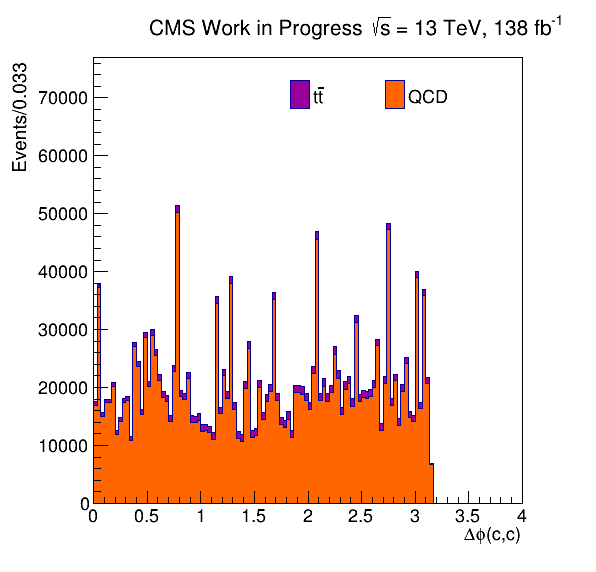 CMS Work in Progress √s = 13 TeV, 138 fb⁻¹
Events/0.033
tt̄ QCD
70000
60000
50000
40000
30000
20000
10000
0
0 0.5 1 1.5 2 2.5 3 3.5 4
Δϕ(c,c)